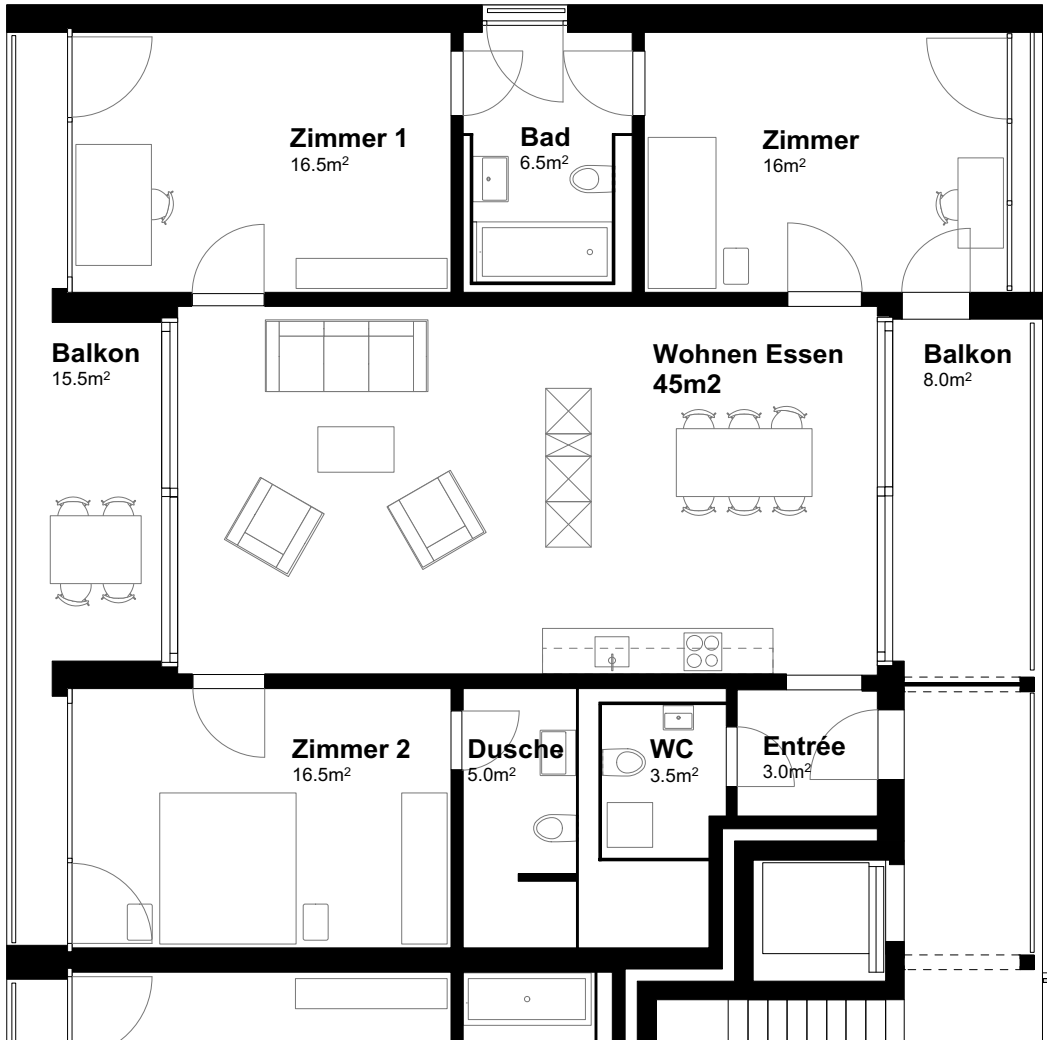 Zimmer 1
16.5m²
Bad
6.5m²
Zimmer
16m²
Balkon
15.5m²
Wohnen Essen
45m2
Balkon
8.0m²
Zimmer 2
16.5m²
Dusche
5.0m²
WC
3.5m²
Entrée
3.0m²